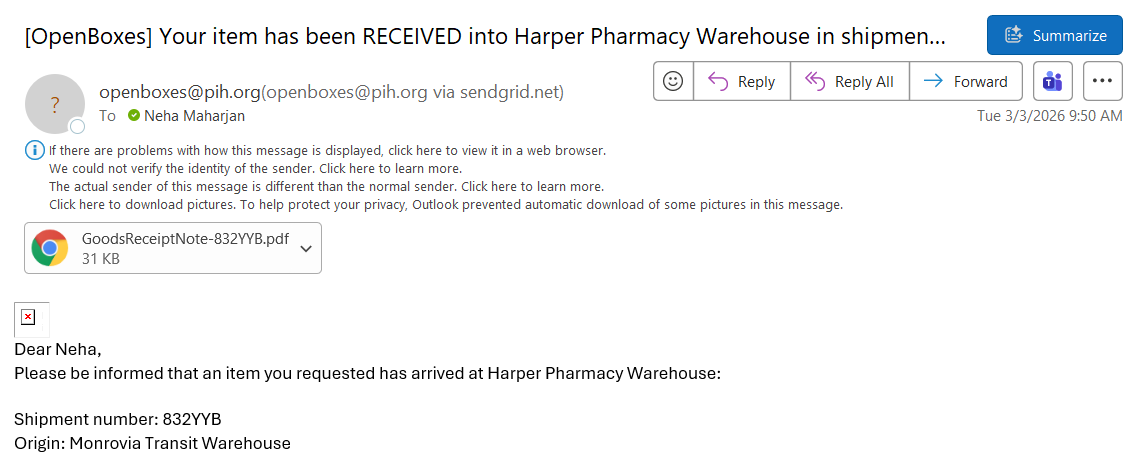 [OpenBoxes] Your item has been RECEIVED into Harper Pharmacy Warehouse in shipmen...
Summarize
?
openboxes@pih.org(openboxes@pih.org via sendgrid.net)
To Neha Maharjan
Reply
Reply All
Forward
T
Tue 3/3/2026 9:50 AM
If there are problems with how this message is displayed, click here to view it in a web browser.
We could not verify the identity of the sender. Click here to learn more.
The actual sender of this message is different than the normal sender. Click here to learn more.
Click here to download pictures. To help protect your privacy, Outlook prevented automatic download of some pictures in this message.
GoodsReceiptNote-832YYB.pdf
31 KB
Dear Neha,
Please be informed that an item you requested has arrived at Harper Pharmacy Warehouse:
Shipment number: 832YYB
Origin: Monrovia Transit Warehouse